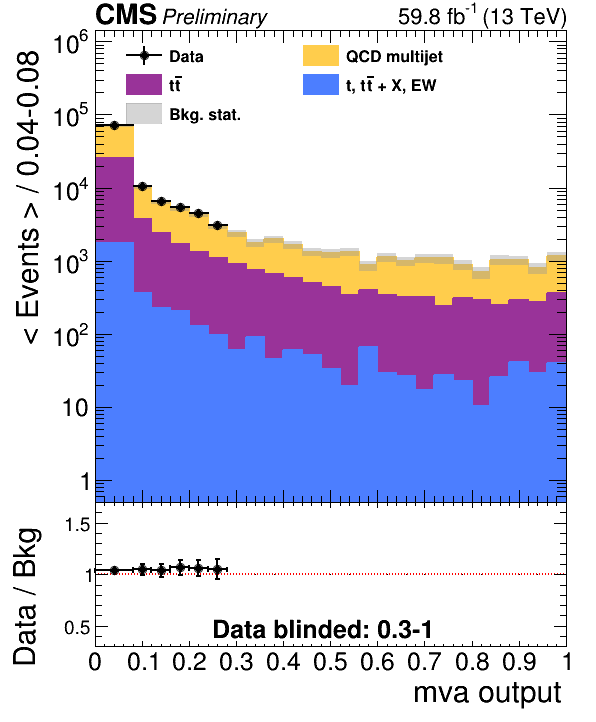 CMS Preliminary 59.8 fb⁻¹ (13 TeV)
Data QCD multijet
tt̄ t, tt̄ + X, EW
Bkg. stat.
< Events > / 0.04-0.08
10⁶
10⁵
10⁴
10³
10²
10
1
Data / Bkg
1.5
1
0.5
Data blinded: 0.3-1
0 0.1 0.2 0.3 0.4 0.5 0.6 0.7 0.8 0.9 1
mva output